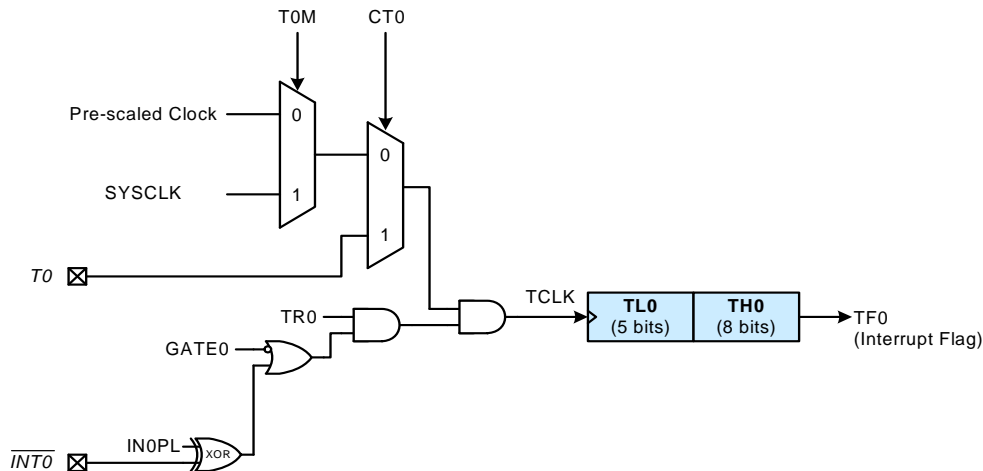 T0M
CT0
Pre-scaled Clock
0
0
SYSCLK
1
1
T0
TCLK
TL0
(5 bits)
TH0
(8 bits)
TF0
(Interrupt Flag)
TR0
GATE0
IN0PL
XOR
INT0